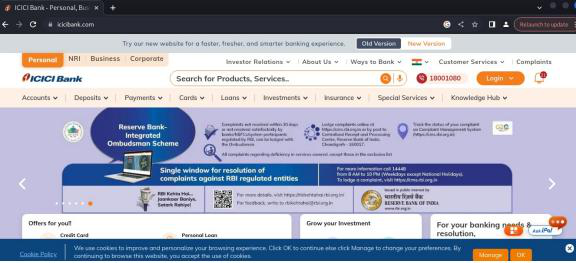 ICICI Bank - Personal, Bus
icicibank.com
Relaunch to update
Try our new website for a faster, fresher, and smarter banking experience. Old Version New Version
Personal NRI Business Corporate
Investor Relations About Us Ways to Bank Customer Services Complaints
ICICI Bank
Search for Products, Services..
18001080
Login
Accounts Deposits Payments Cards Loans Investments Insurance Special Services Knowledge Hub
Reserve Bank-
Integrated
Ombudsman Scheme
Complaints not resolved within 30 days
or not resolved satisfactorily by
banks/NBFCs/system participants
regulated by RBI, can be lodged with
the Ombudsman
Lodge complaints online at
https://cms.rbi.org.in or by post to
Centralised Receipt and Processing
Centre, Reserve Bank of India,
Chandigarh - 160017.
Track the status of your complaint
on Complaint Management System
(https://cms.rbi.org.in)
All complaints regarding deficiency in services covered, except those in the exclusion list
Single window for resolution of
complaints against RBI regulated entities
For more information call 14448
from 8 AM to 10 PM (Weekdays except National Holidays).
To lodge a complaint, visit https://cms.rbi.org.in
RBI Kehta Hai...
Jaankaar Baniye,
Satark Rahiye!
For more details, visit https://rbikehtahai.rbi.org.in/
For feedback, write to rbikehtahai@rbi.org.in
Issued in public interest by
भारतीय रिज़र्व बैंक
RESERVE BANK OF INDIA
www.rbi.org.in
Offers for you!!
Credit Card
Personal Loan
Grow your Investment
For your banking needs &
resolution,
Ask iPal
Cookie Policy
We use cookies to improve and personalize your browsing experience. Click OK to continue else click Manage to change your preferences. By
continuing to browse this website, you accept the use of cookies.
Manage
OK